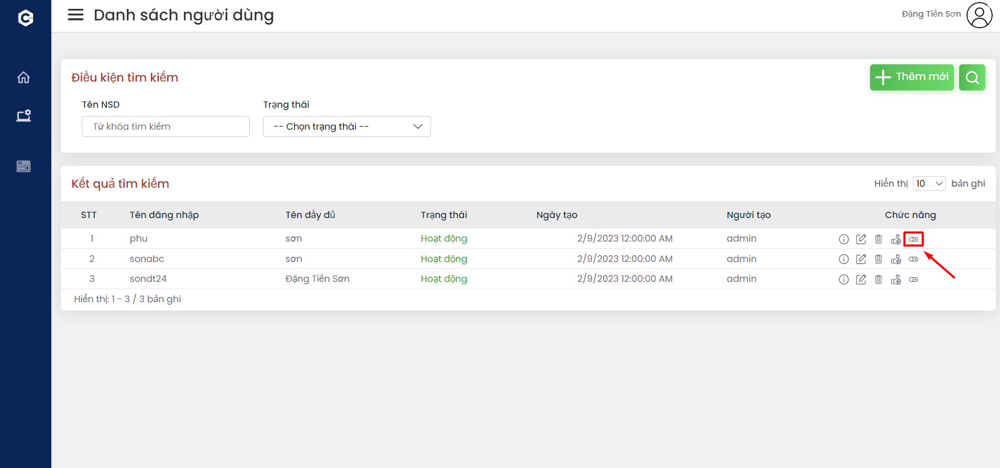 Danh sách người dùng
Đặng Tiến Sơn
Điều kiện tìm kiếm
Thêm mới
Tên NSD
Trạng thái
Từ khóa tìm kiếm
-- Chọn trạng thái --
Kết quả tìm kiếm
Hiển thị 10 bản ghi
STT Tên đăng nhập Tên đầy đủ Trạng thái Ngày tạo Người tạo Chức năng
1 phu sơn Hoạt động 2/9/2023 12:00:00 AM admin
2 sonabc sơn Hoạt động 2/9/2023 12:00:00 AM admin
3 sondt24 Đặng Tiến Sơn Hoạt động 2/9/2023 12:00:00 AM admin
Hiển thị: 1 - 3 / 3 bản ghi